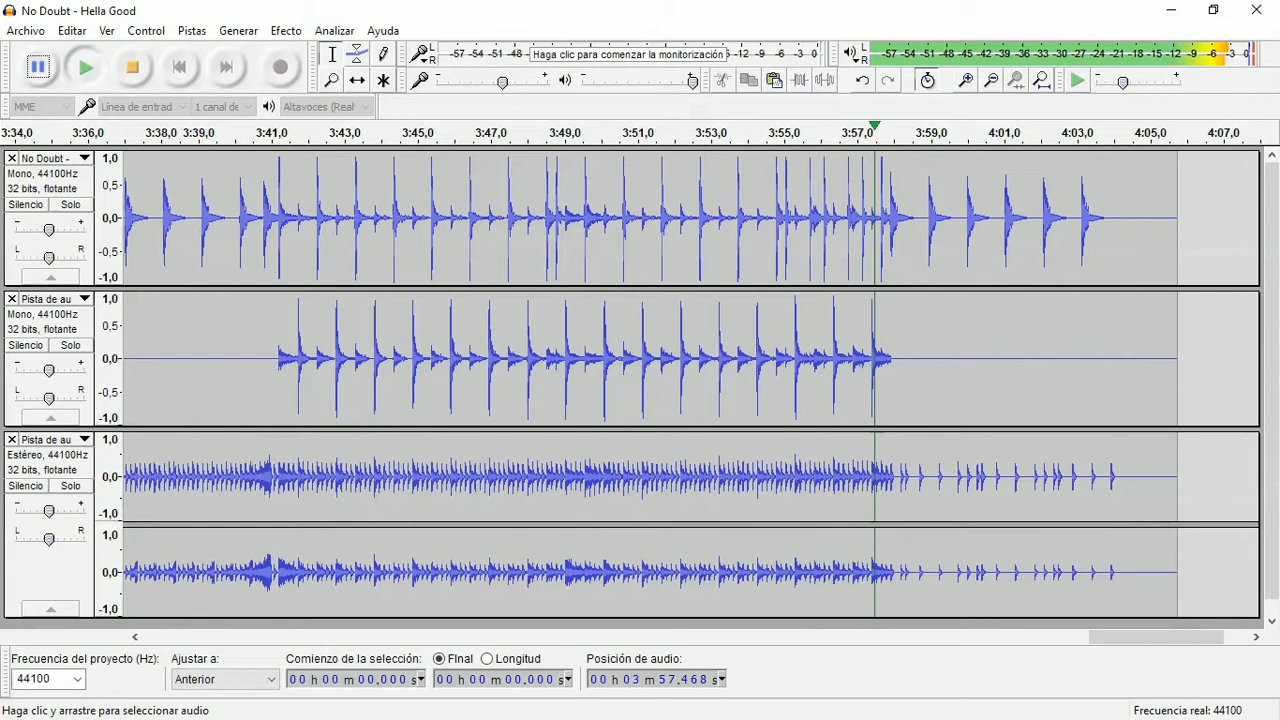 No Doubt - Hella Good
Archivo Editar Ver Control Pistas Generar Efecto Analizar Ayuda
L R -57 -54 -51 -48 Haga clic para comenzar la monitorización -12 -9 -6 -3 0
L R -57 -54 -51 -48 -45 -42 -39 -36 -33 -30 -27 -24 -21 -18 -15 -12 -9 -6 -3 0
MME Línea de entrad 1 canal de Altavoces (Real
3:34,0 3:36,0 3:38,0 3:39,0 3:41,0 3:43,0 3:45,0 3:47,0 3:49,0 3:51,0 3:53,0 3:55,0 3:57,0 3:59,0 4:01,0 4:03,0 4:05,0 4:07,0
No Doubt -
Mono, 44100Hz
32 bits, flotante
Silencio Solo
- +
L R
1,0
0,5
0,0
-0,5
-1,0
Pista de au
Mono, 44100Hz
32 bits, flotante
Silencio Solo
- +
L R
1,0
0,5
0,0
-0,5
-1,0
Pista de au
Estéreo, 44100Hz
32 bits, flotante
Silencio Solo
- +
L R
1,0
0,0
-1,0
1,0
0,0
-1,0
Frecuencia del proyecto (Hz): Ajustar a: Comienzo de la selección: FInal Longitud Posición de audio:
44100 Anterior 00 h 00 m 00.000 s 00 h 00 m 00.000 s 00 h 03 m 57.468 s
Haga clic y arrastre para seleccionar audio Frecuencia real: 44100